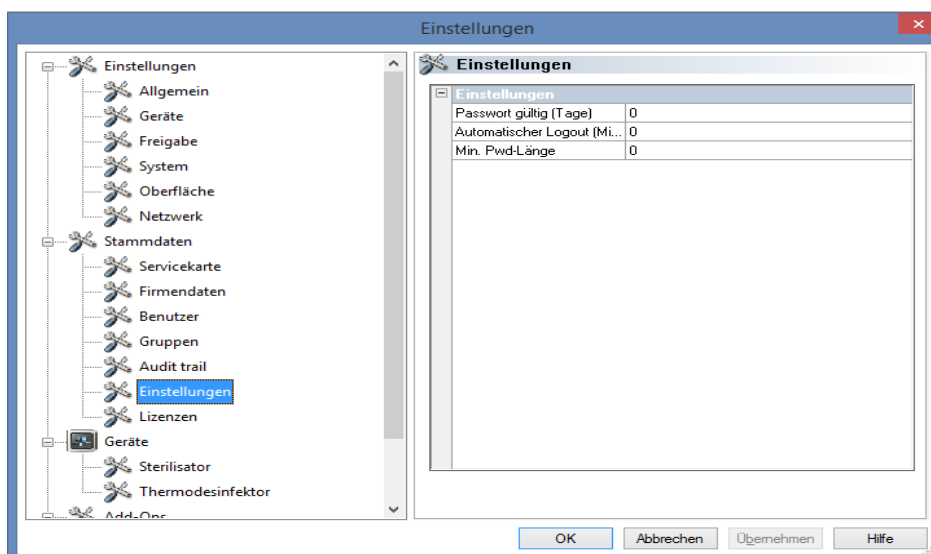 Einstellungen
Einstellungen
Allgemein
Geräte
Freigabe
System
Oberfläche
Netzwerk
Stammdaten
Servicekarte
Firmendaten
Benutzer
Gruppen
Audit trail
Einstellungen
Lizenzen
Geräte
Sterilisator
Thermodesinfektor
Add-Ons
Einstellungen
Einstellungen
Passwort gültig (Tage) 0
Automatischer Logout (Mi... 0
Min. Pwd-Länge 0
OK Abbrechen Übernehmen Hilfe